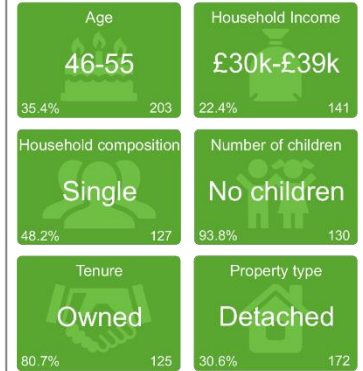 Age
46-55
35.4% 203
Household Income
£30k-£39k
22.4% 141
Household composition
Single
48.2% 127
Number of children
No children
93.8% 130
Tenure
Owned
80.7% 125
Property type
Detached
30.6% 172